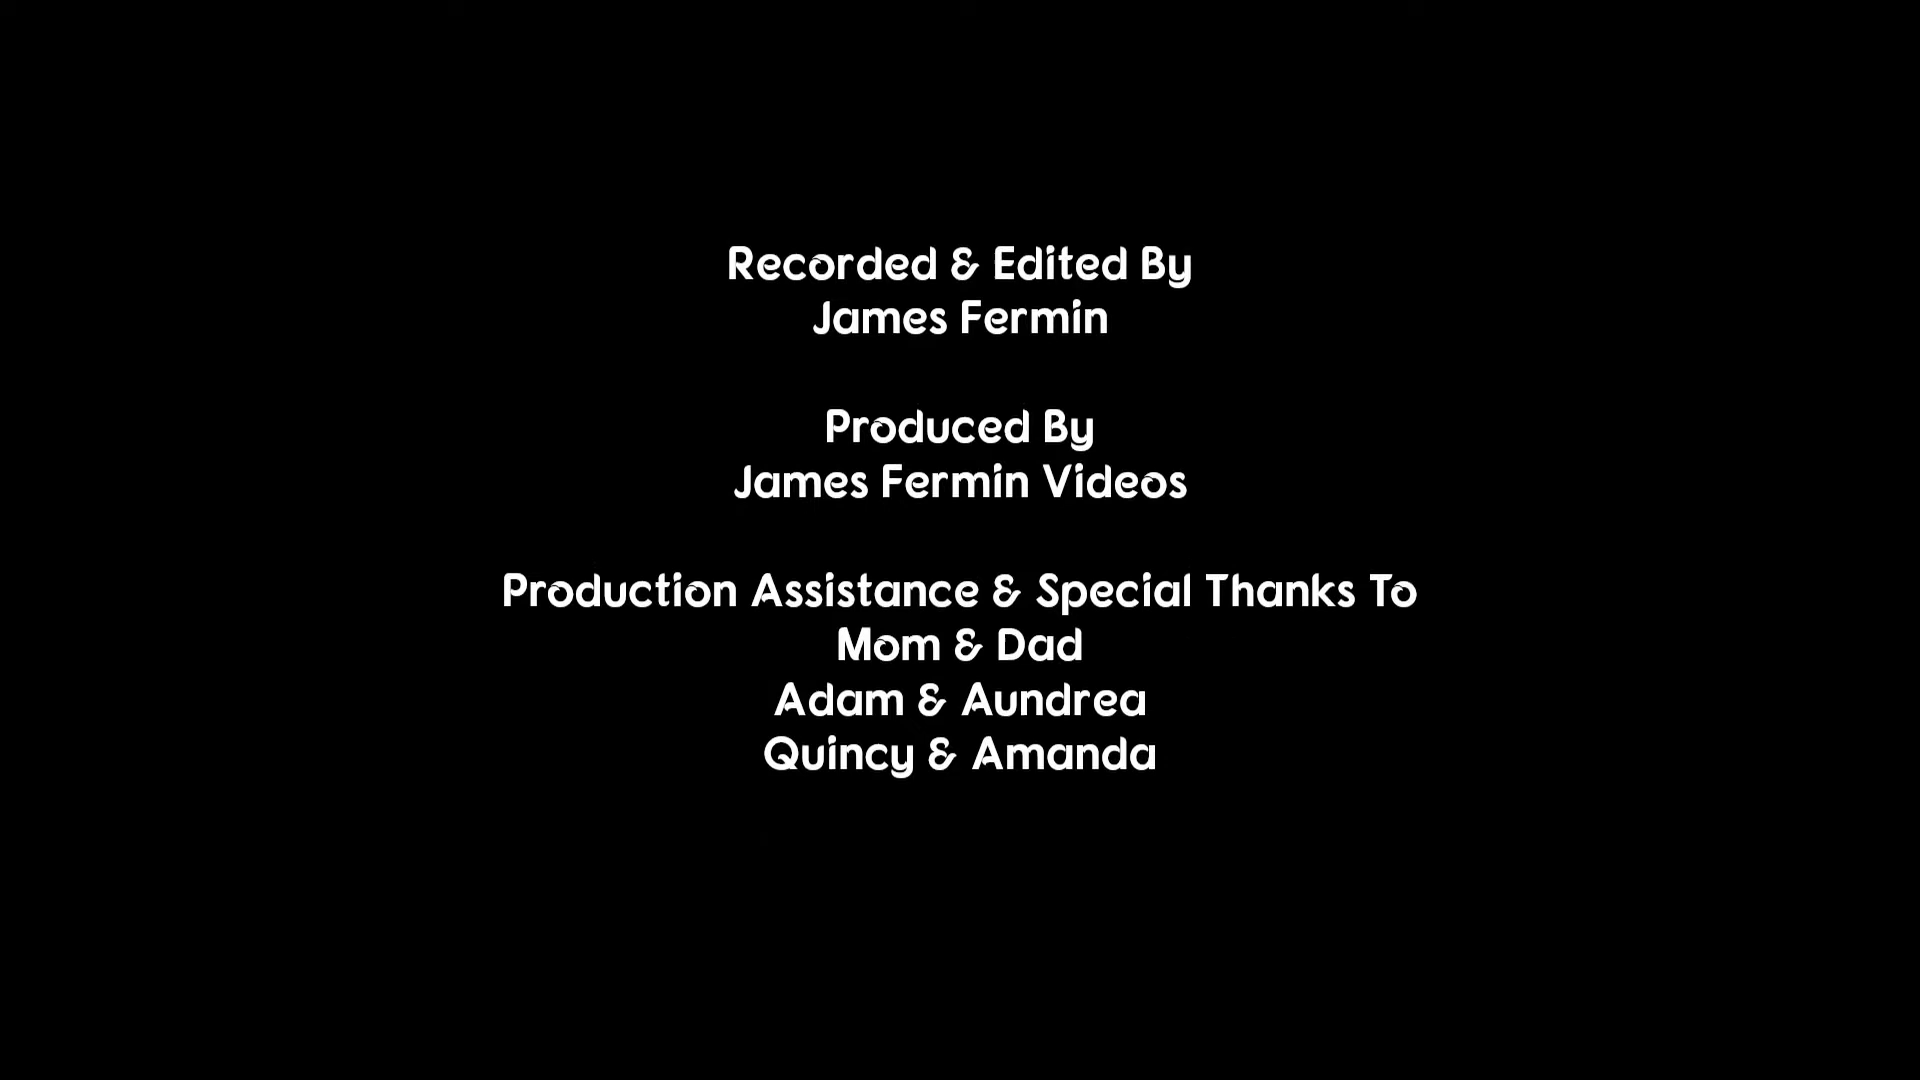 Recorded & Edited By
James Fermin
Produced By
James Fermin Videos
Production Assistance & Special Thanks To
Mom & Dad
Adam & Aundrea
Quincy & Amanda